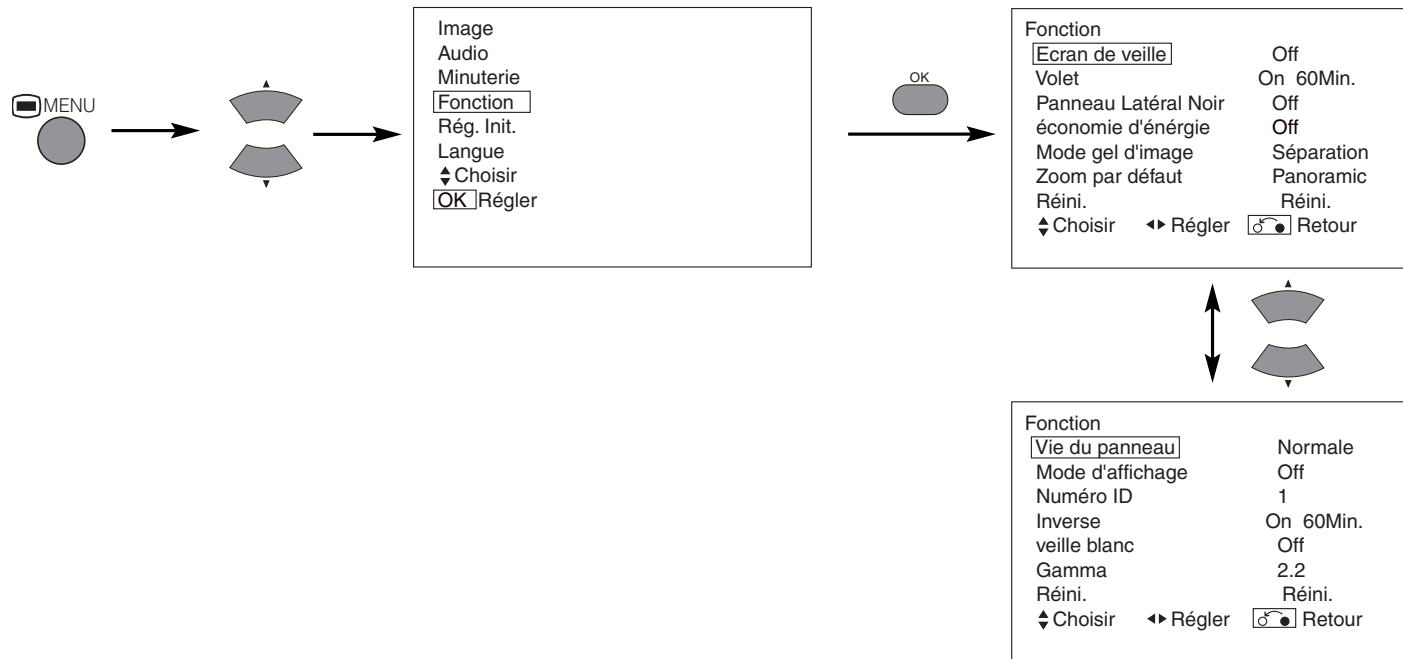 MENU
Image
Audio
Minuterie
Fonction
Rég. Init.
Langue
Choisir
OK Régler
OK
Fonction
Ecran de veille Off
Volet On 60Min.
Panneau Latéral Noir Off
économie d'énérgie Off
Mode gel d'image Séparation
Zoom par défaut Panoramic
Réini. Réini.
Choisir Régler Retour
Fonction
Vie du panneau Normale
Mode d'affichage Off
Numéro ID 1
Inverse On 60Min.
veille blanc Off
Gamma 2.2
Réini. Réini.
Choisir Régler Retour